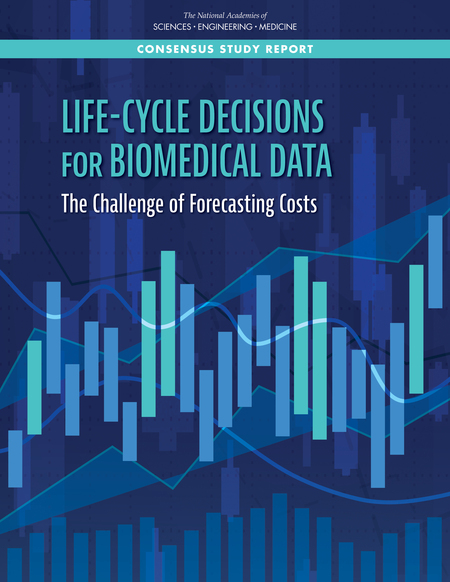 The National Academies of
SCIENCES • ENGINEERING • MEDICINE
CONSENSUS STUDY REPORT
LIFE-CYCLE DECISIONS
FOR BIOMEDICAL DATA
The Challenge of Forecasting Costs